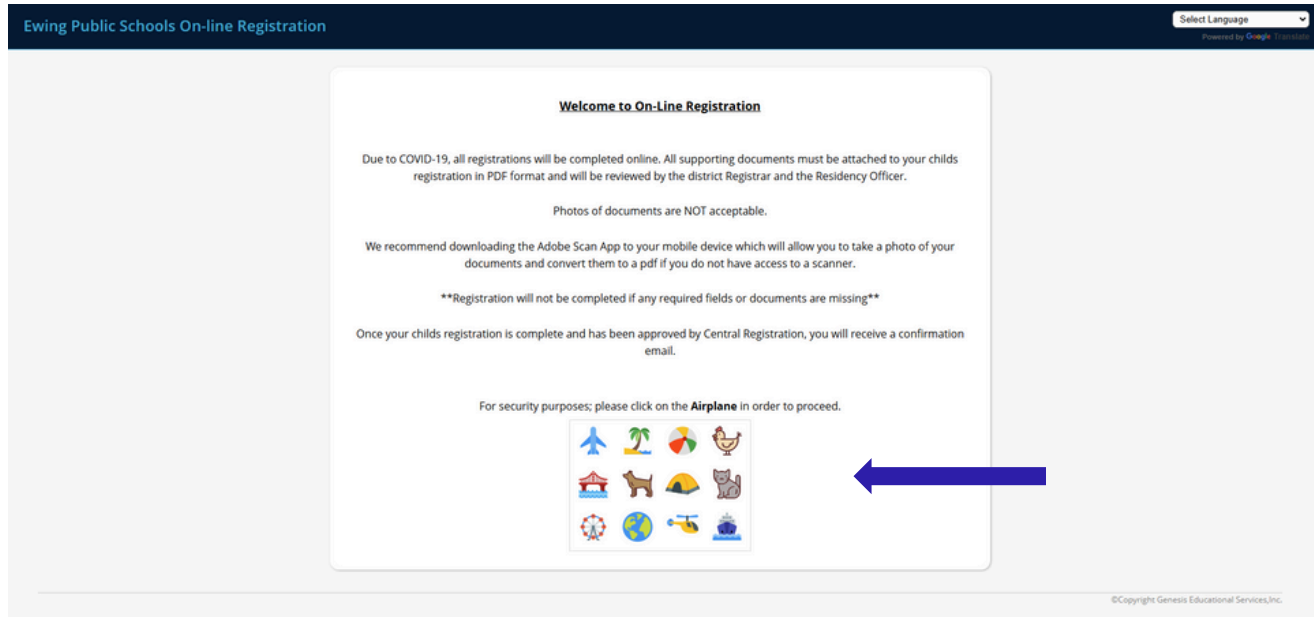 Ewing Public Schools On-line Registration
Select Language
Powered by Google Translate
Welcome to On-Line Registration
Due to COVID-19, all registrations will be completed online. All supporting documents must be attached to your childs
registration in PDF format and will be reviewed by the district Registrar and the Residency Officer.
Photos of documents are NOT acceptable.
We recommend downloading the Adobe Scan App to your mobile device which will allow you to take a photo of your
documents and convert them to a pdf if you do not have access to a scanner.
**Registration will not be completed if any required fields or documents are missing**
Once your childs registration is complete and has been approved by Central Registration, you will receive a confirmation
email.
For security purposes; please click on the Airplane in order to proceed.
©Copyright Genesis Educational Services,Inc.